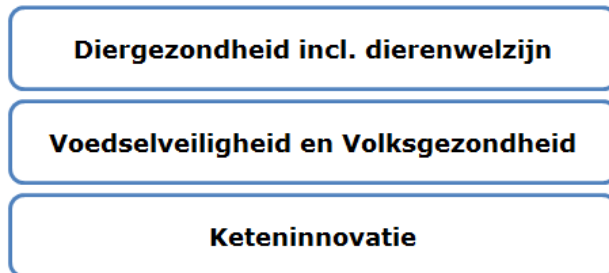 Diergezondheid incl. dierenwelzijn
Voedselveiligheid en Volksgezondheid
Keteninnovatie